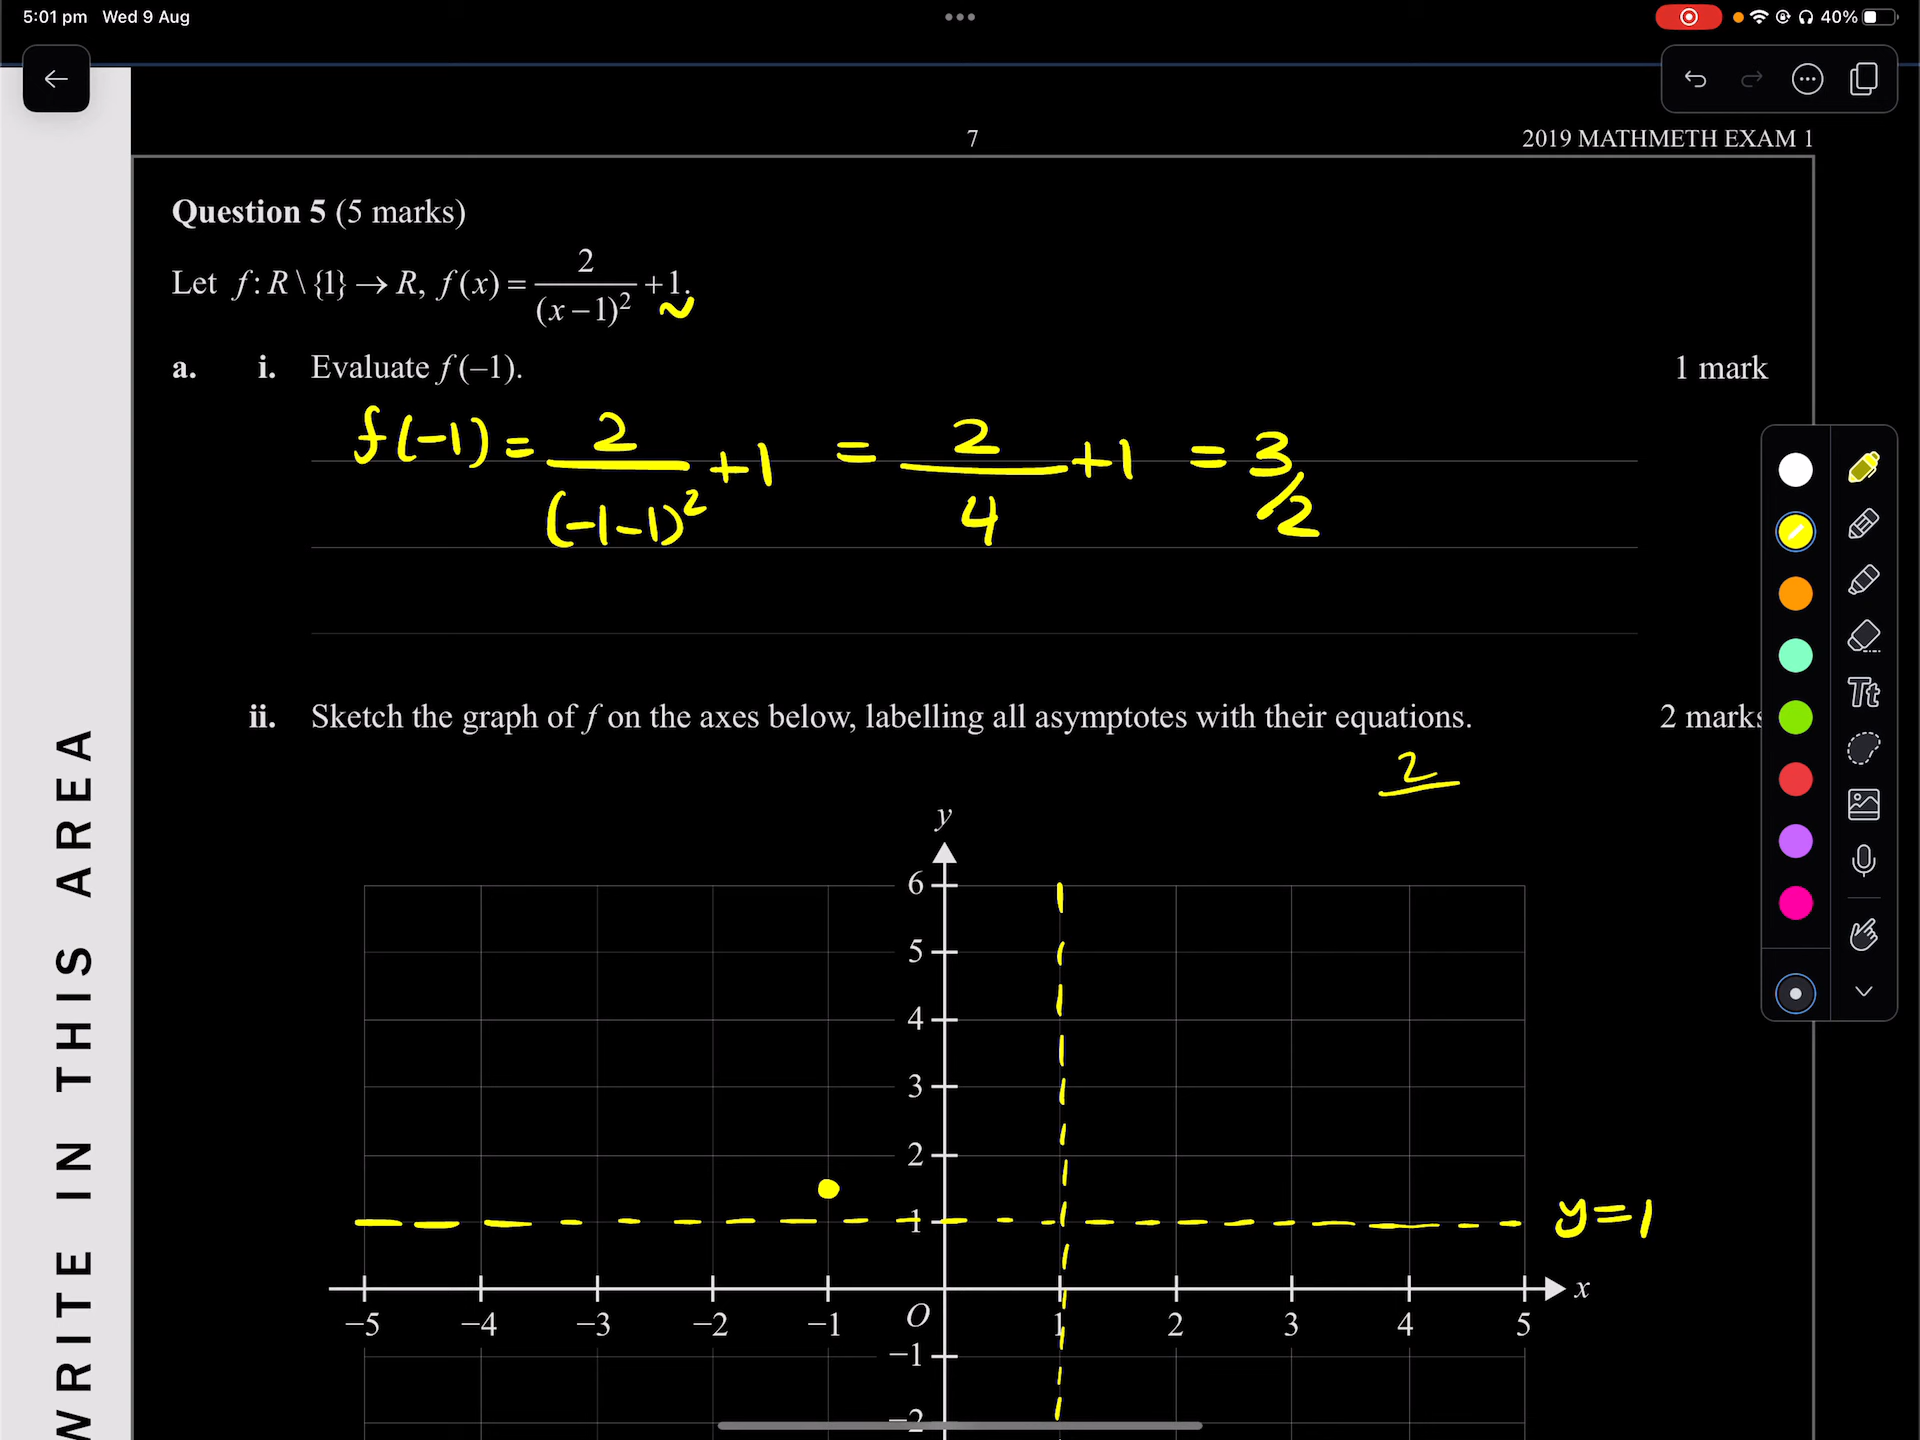 5:01 pm Wed 9 Aug
40%
7
2019 MATHMETH EXAM 1
Question 5 (5 marks)
Let f : R \ {1} → R, f(x) = 2/(x – 1)² + 1.
a. i. Evaluate f(–1). 1 mark
f(-1) = 2/(-1-1)² + 1 = 2/4 + 1 = 3/2
ii. Sketch the graph of f on the axes below, labelling all asymptotes with their equations. 2 marks
2
y
6
5
4
3
2
1
y=1
x
–5 –4 –3 –2 –1 O 1 2 3 4 5
–1
–2
WRITE IN THIS AREA
Tt